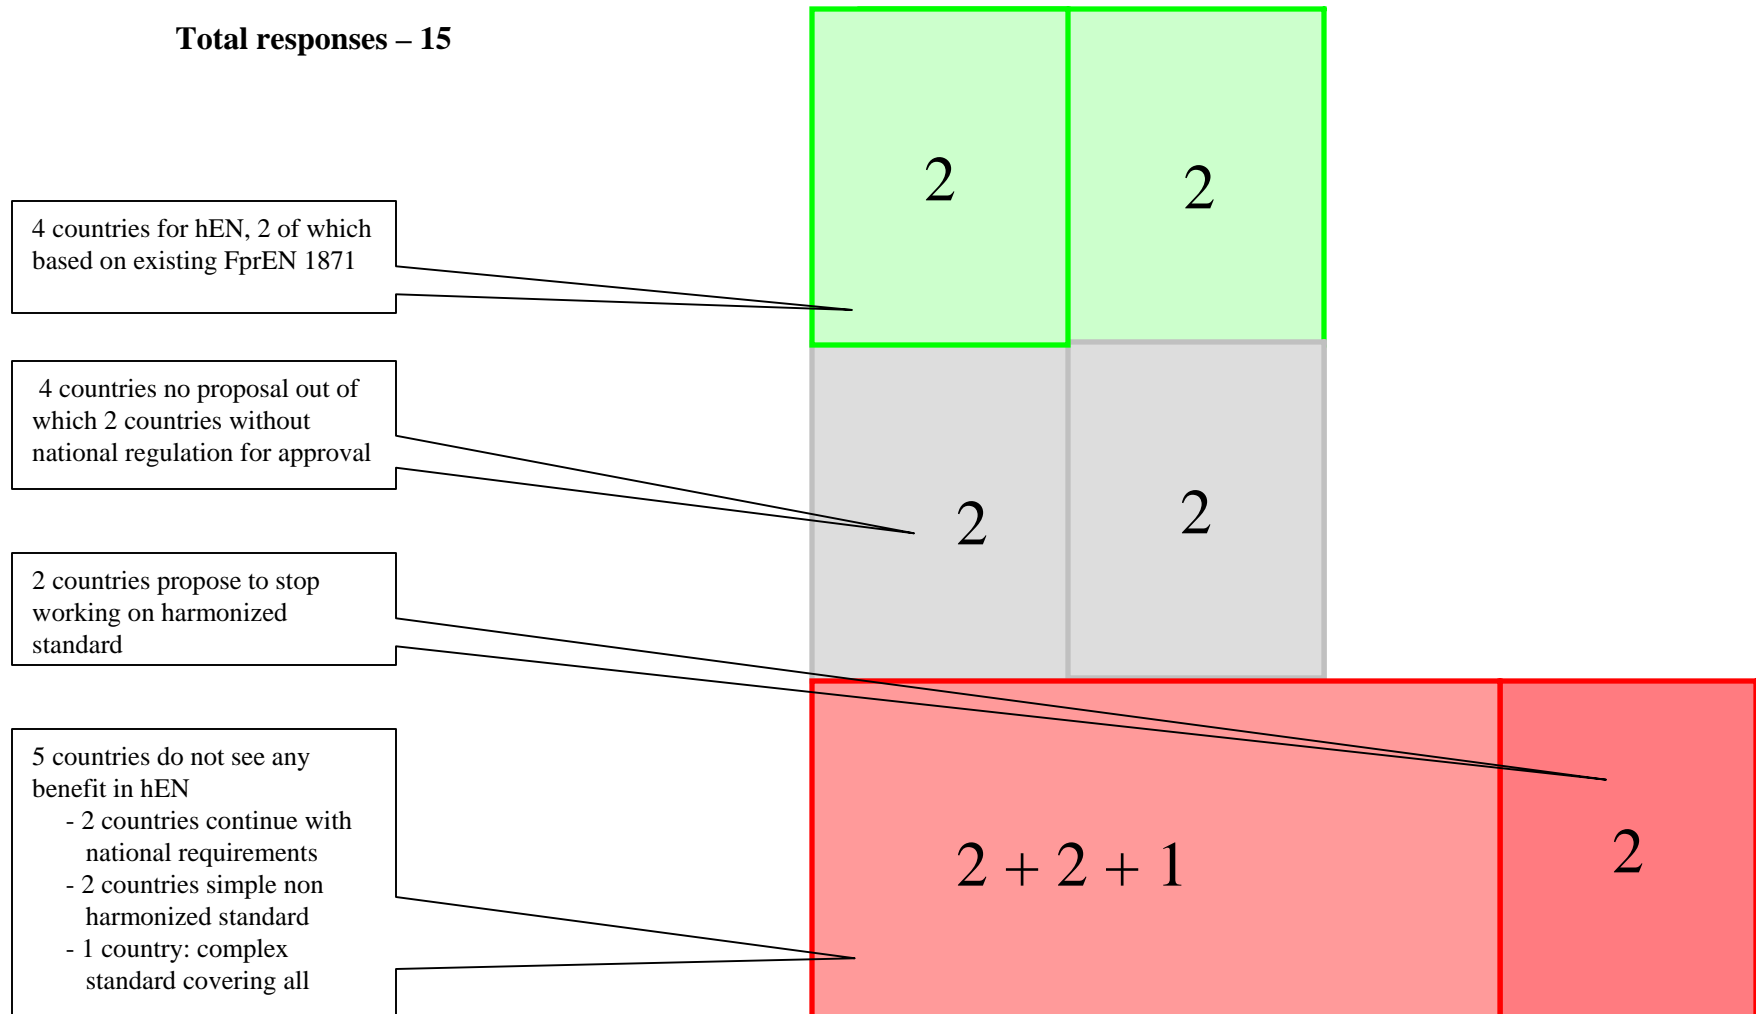 Total responses – 15
2
2
4 countries for hEN, 2 of which
based on existing FprEN 1871
4 countries no proposal out of
which 2 countries without
national regulation for approval
2
2
2 countries propose to stop
working on harmonized
standard
5 countries do not see any
benefit in hEN
- 2 countries continue with
national requirements
- 2 countries simple non
harmonized standard
- 1 country: complex
standard covering all
2 + 2 + 1
2